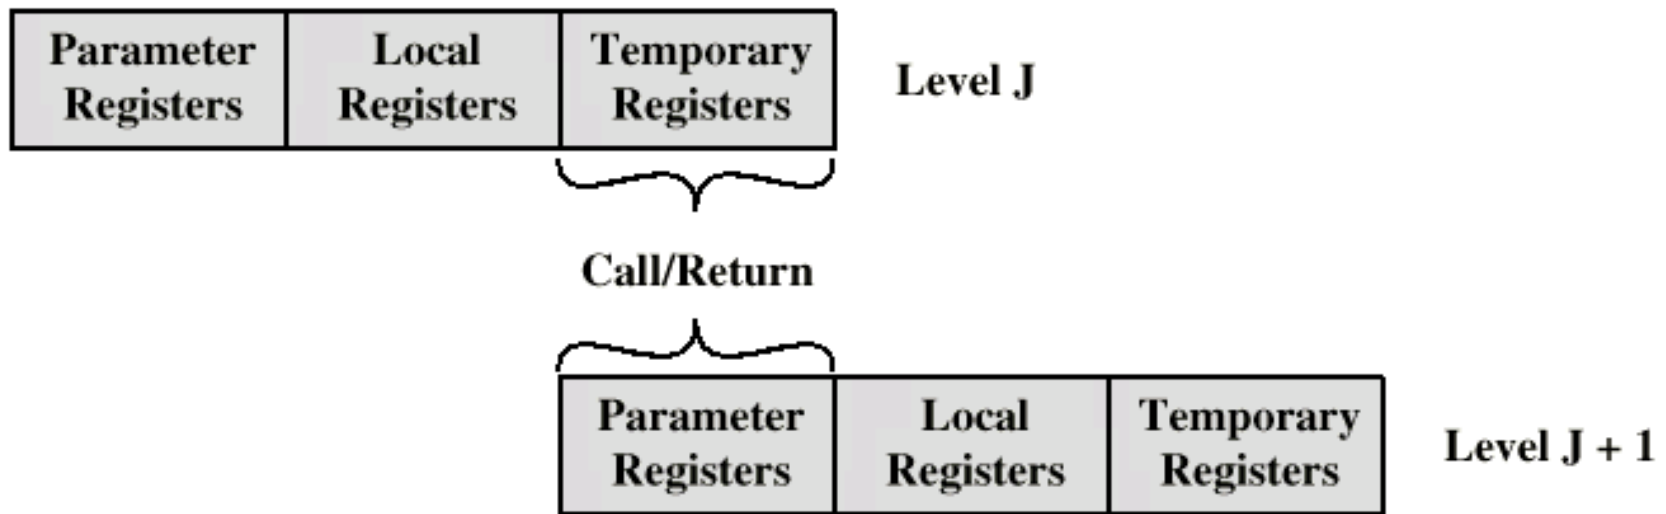 Parameter Registers
Local Registers
Temporary Registers
Level J
Call/Return
Parameter Registers
Local Registers
Temporary Registers
Level J + 1